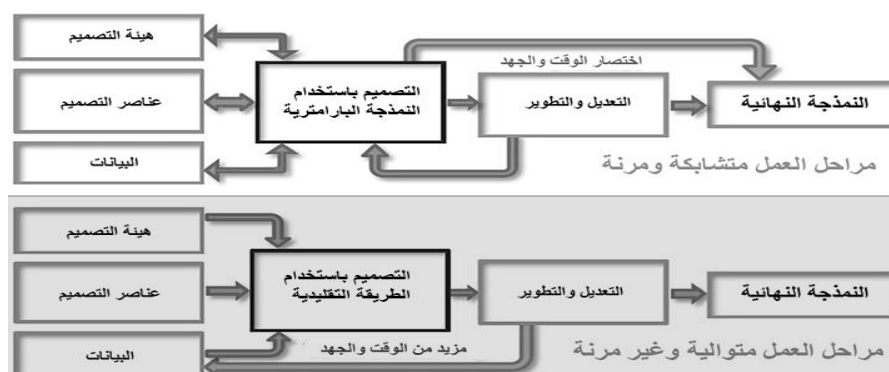 هيئة التصميم
عناصر التصميم
البيانات
التصميم باستخدام
النمذجة البارامترية
اختصار الوقت والجهد
التعديل والتطوير
النمذجة النهائية
مراحل العمل متشابكة ومرنة
هيئة التصميم
عناصر التصميم
البيانات
التصميم باستخدام
الطريقة التقليدية
التعديل والتطوير
النمذجة النهائية
مزيد من الوقت والجهد
مراحل العمل متوالية وغير مرنة